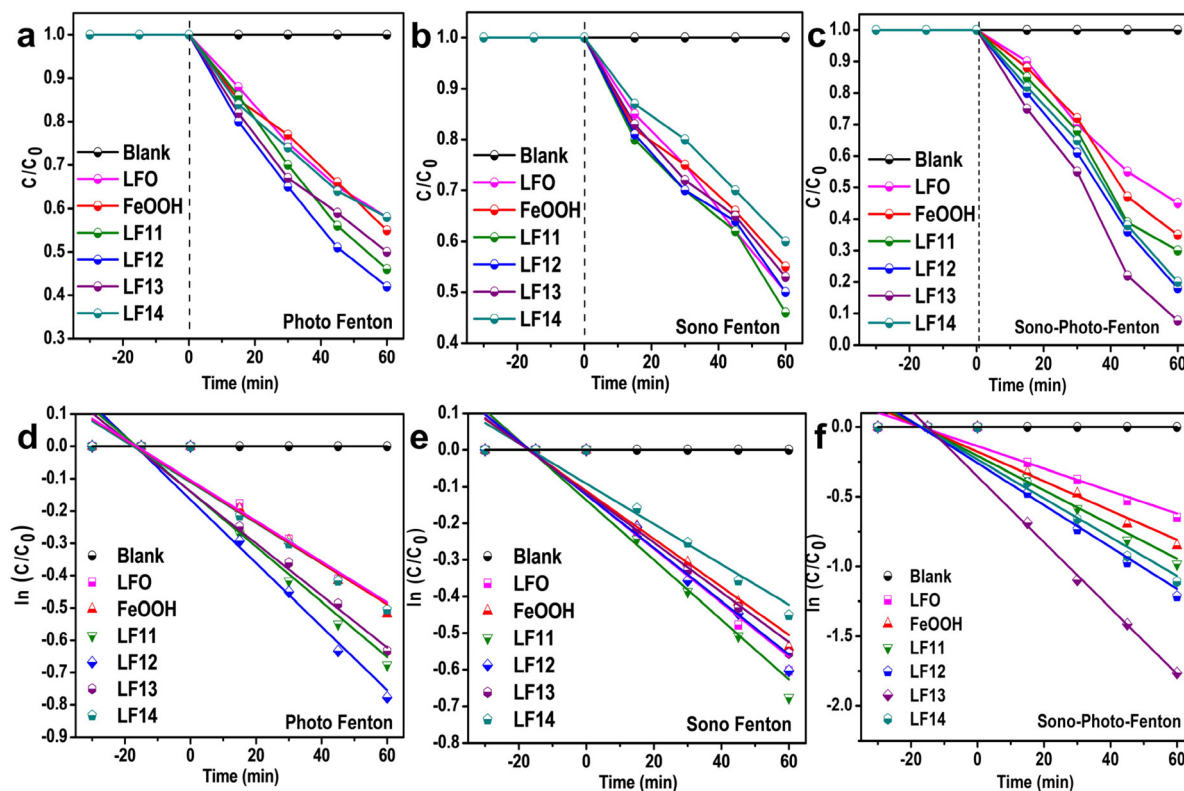 a
1.0
0.9
0.8
0.7
0.6
0.5
0.4
0.3
C/C0
Blank
LFO
FeOOH
LF11
LF12
LF13
LF14
Photo Fenton
-20 0 20 40 60
Time (min)
b
1.0
0.9
0.8
0.7
0.6
0.5
0.4
C/C0
Blank
LFO
FeOOH
LF11
LF12
LF13
LF14
Sono Fenton
-20 0 20 40 60
Time (min)
c
1.0
0.9
0.8
0.7
0.6
0.5
0.4
0.3
0.2
0.1
0.0
C/C0
Blank
LFO
FeOOH
LF11
LF12
LF13
LF14
Sono-Photo-Fenton
-20 0 20 40 60
Time (min)
d
0.1
0.0
-0.1
-0.2
-0.3
-0.4
-0.5
-0.6
-0.7
-0.8
-0.9
ln (C/C0)
Blank
LFO
FeOOH
LF11
LF12
LF13
LF14
Photo Fenton
-20 0 20 40 60
Time (min)
e
0.1
0.0
-0.1
-0.2
-0.3
-0.4
-0.5
-0.6
-0.7
-0.8
ln (C/C0)
Blank
LFO
FeOOH
LF11
LF12
LF13
LF14
Sono Fenton
-20 0 20 40 60
Time (min)
f
0.0
-0.5
-1.0
-1.5
-2.0
ln (C/C0)
Blank
LFO
FeOOH
LF11
LF12
LF13
LF14
Sono-Photo-Fenton
-20 0 20 40 60
Time (min)